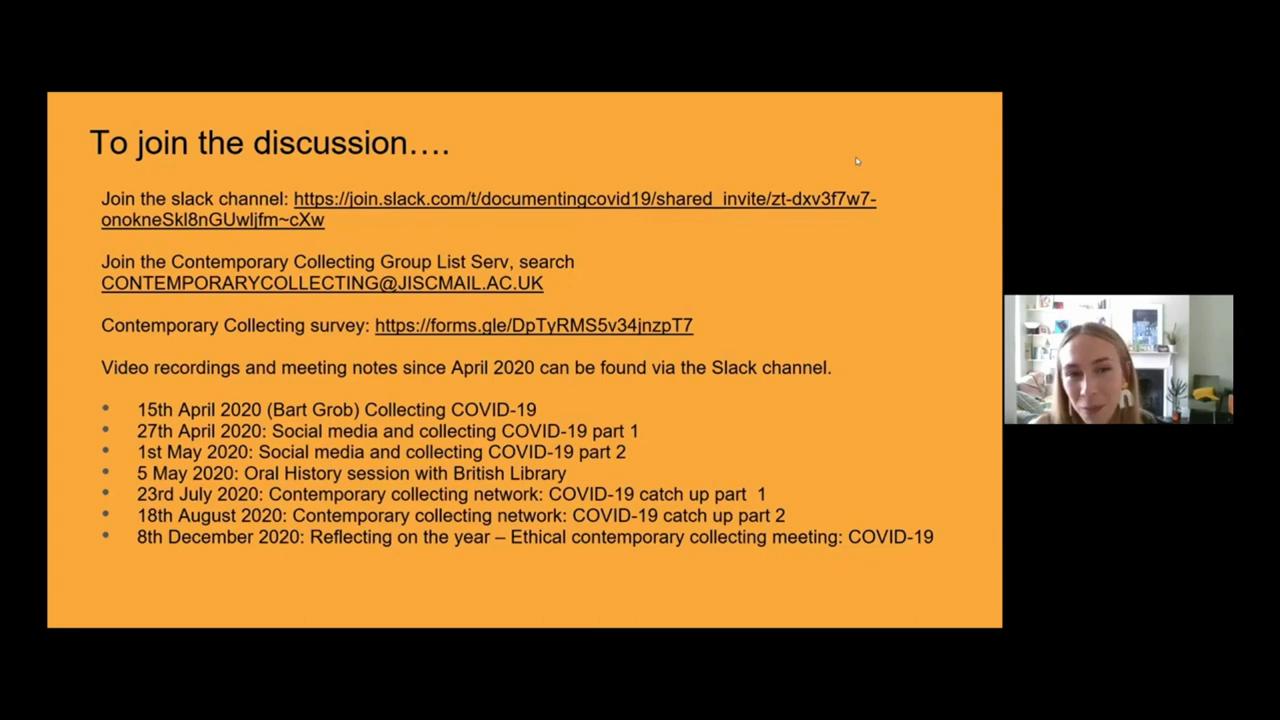 To join the discussion….
Join the slack channel: https://join.slack.com/t/documentingcovid19/shared_invite/zt-dxv3f7w7-
onokneSkI8nGUwIjfm~cXw
Join the Contemporary Collecting Group List Serv, search
CONTEMPORARYCOLLECTING@JISCMAIL.AC.UK
Contemporary Collecting survey: https://forms.gle/DpTyRMS5v34jnzpT7
Video recordings and meeting notes since April 2020 can be found via the Slack channel.
• 15th April 2020 (Bart Grob) Collecting COVID-19
• 27th April 2020: Social media and collecting COVID-19 part 1
• 1st May 2020: Social media and collecting COVID-19 part 2
• 5 May 2020: Oral History session with British Library
• 23rd July 2020: Contemporary collecting network: COVID-19 catch up part  1
• 18th August 2020: Contemporary collecting network: COVID-19 catch up part 2
• 8th December 2020: Reflecting on the year – Ethical contemporary collecting meeting: COVID-19